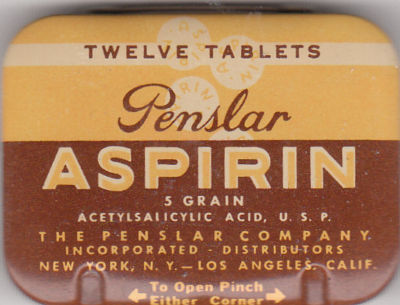 TWELVE TABLETS
Penslar
ASPIRIN
5 GRAIN
ACETYLSALICYLIC ACID, U. S. P.
THE PENSLAR COMPANY
INCORPORATED - DISTRIBUTORS
NEW YORK, N. Y.—LOS ANGELES, CALIF.
To Open Pinch
Either Corner